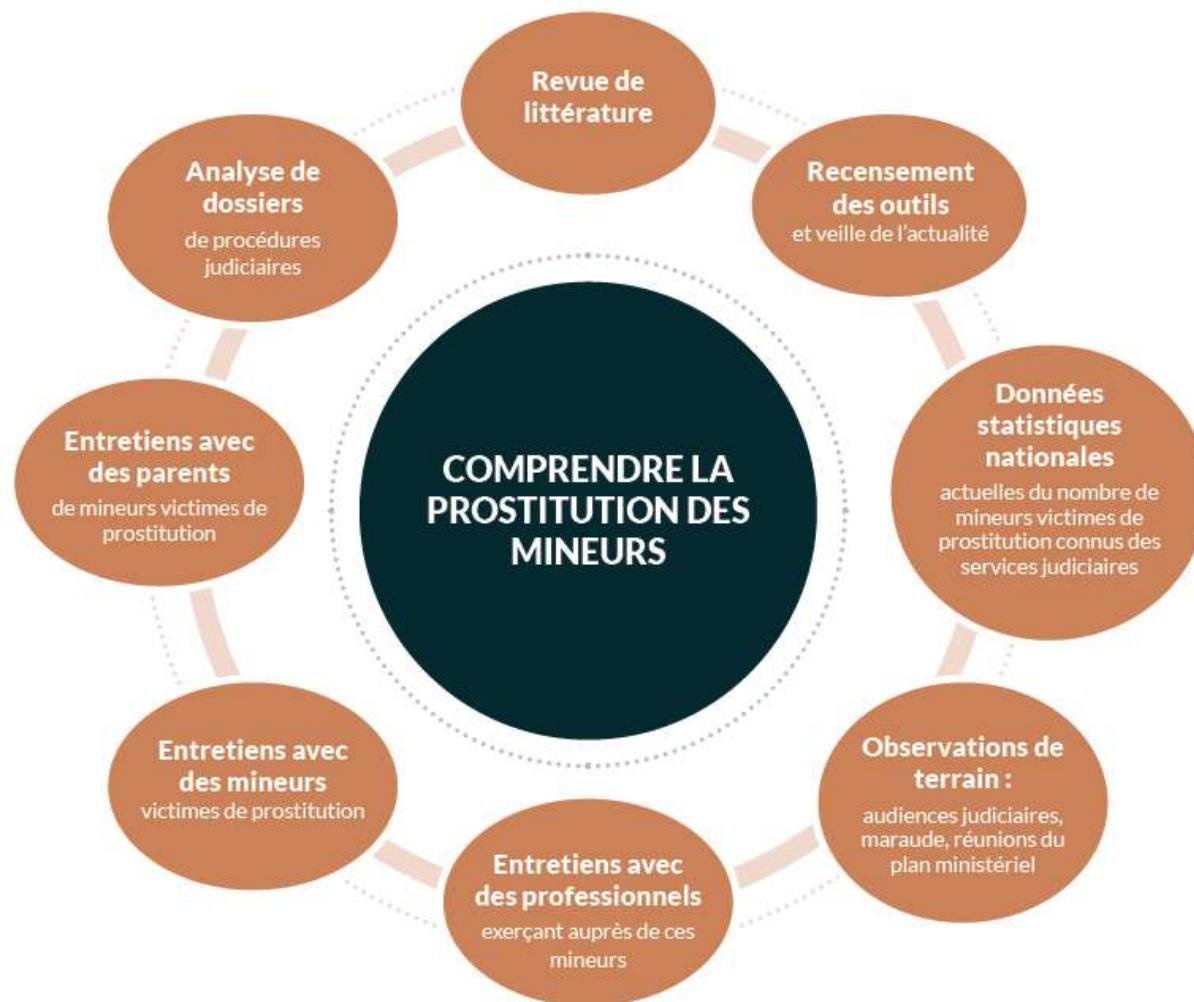 Revue de
littérature
Recensement
des outils
et veille de l'actualité
Données
statistiques
nationales
actuelles du nombre de
mineurs victimes de
prostitution connus des
services judiciaires
Observations de
terrain :
audiences judiciaires,
maraude, réunions du
plan ministériel
Entretiens avec
des professionnels
exerçant auprès de ces
mineurs
Entretiens avec
des mineurs
victimes de prostitution
Entretiens avec
des parents
de mineurs victimes de
prostitution
Analyse de
dossiers
de procédures
judiciaires
COMPRENDRE LA
PROSTITUTION DES
MINEURS